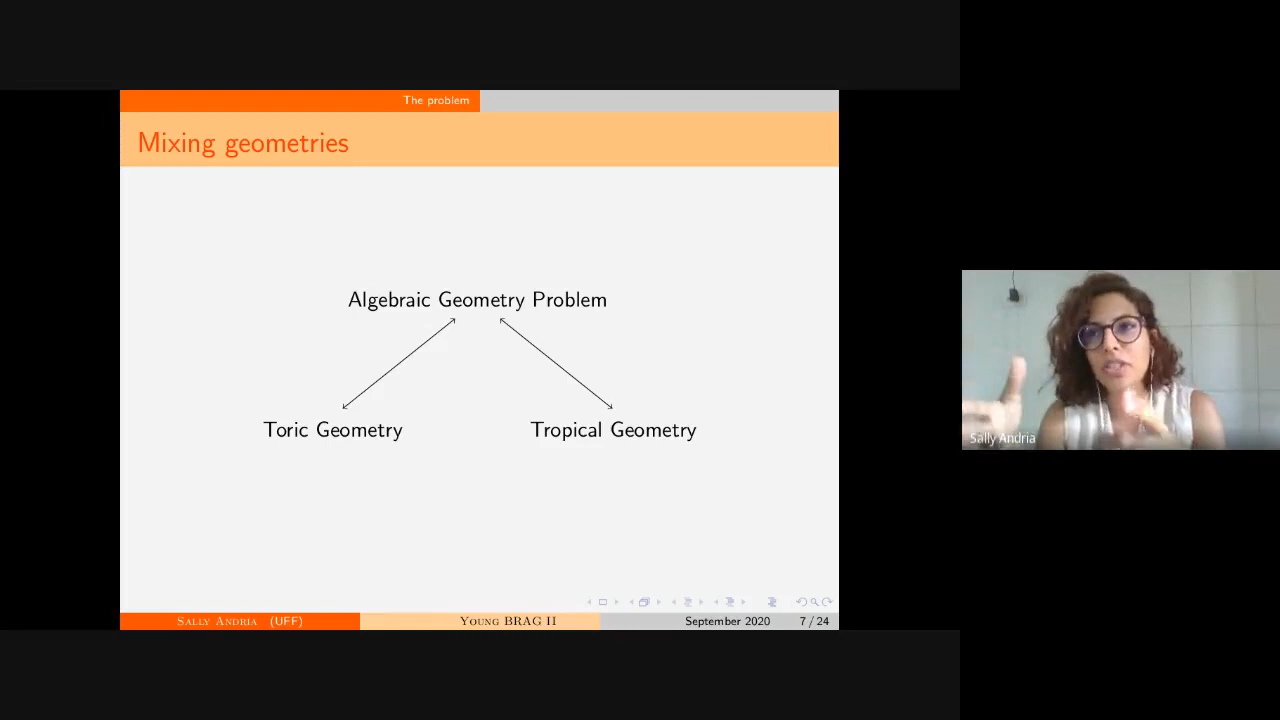 The problem
Mixing geometries
Algebraic Geometry Problem
Toric Geometry
Tropical Geometry
Sally Andria
Sally Andria (UFF)
Young BRAG II
September 2020
7 / 24